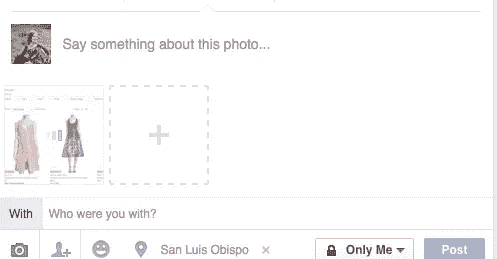 Say something about this photo...
With Who were you with?
San Luis Obispo × Only Me Post